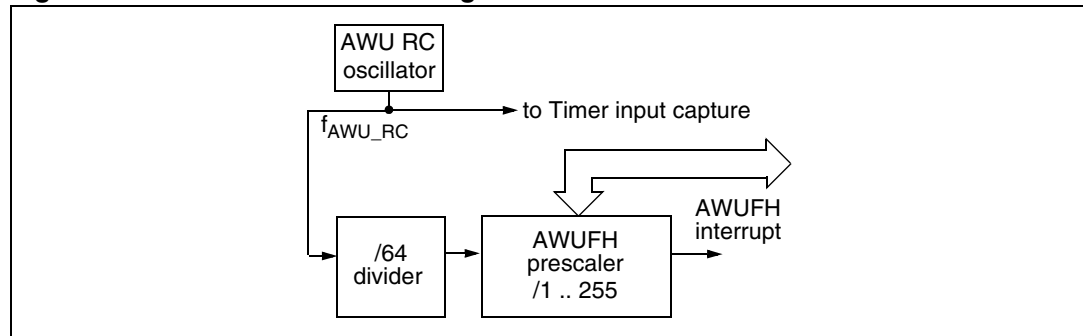 AWU RC
oscillator
to Timer input capture
fAWU_RC
AWUFH
interrupt
/64
divider
AWUFH
prescaler
/1 .. 255